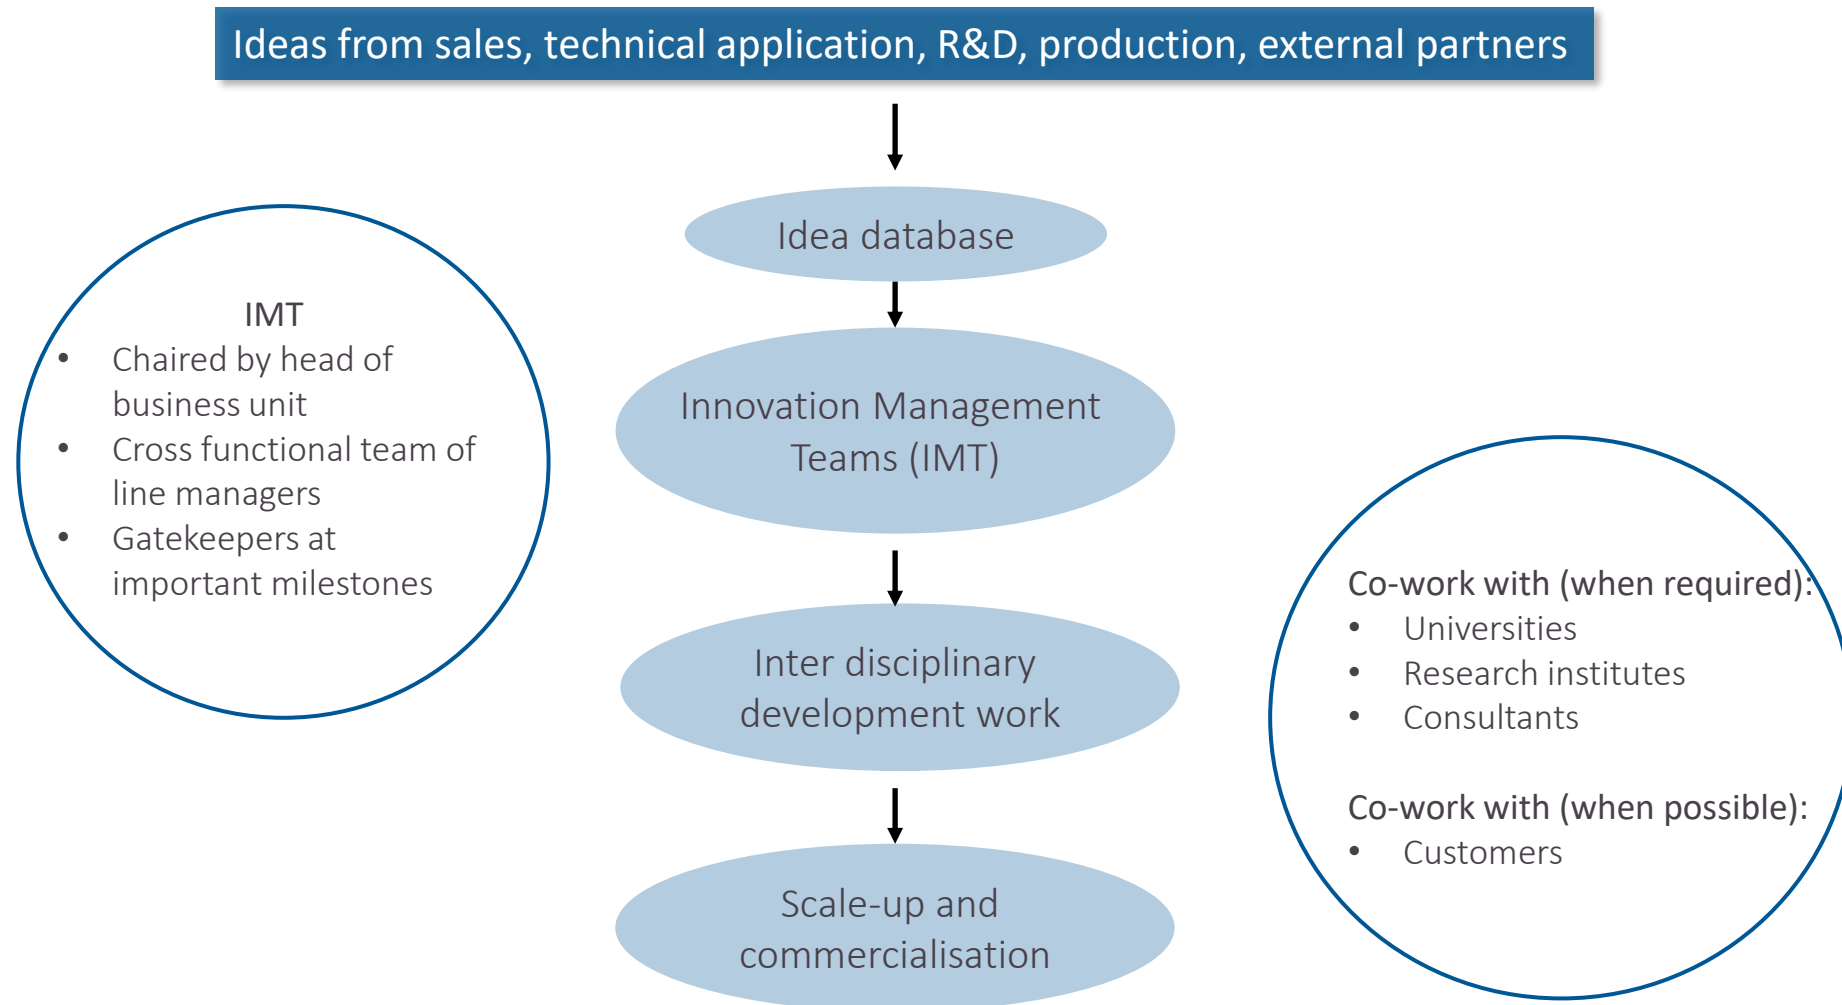 Ideas from sales, technical application, R&D, production, external partners
Idea database
IMT
• Chaired by head of
business unit
• Cross functional team of
line managers
• Gatekeepers at
important milestones
Innovation Management
Teams (IMT)
Inter disciplinary
development work
Co-work with (when required):
• Universities
• Research institutes
• Consultants
Co-work with (when possible):
• Customers
Scale-up and
commercialisation